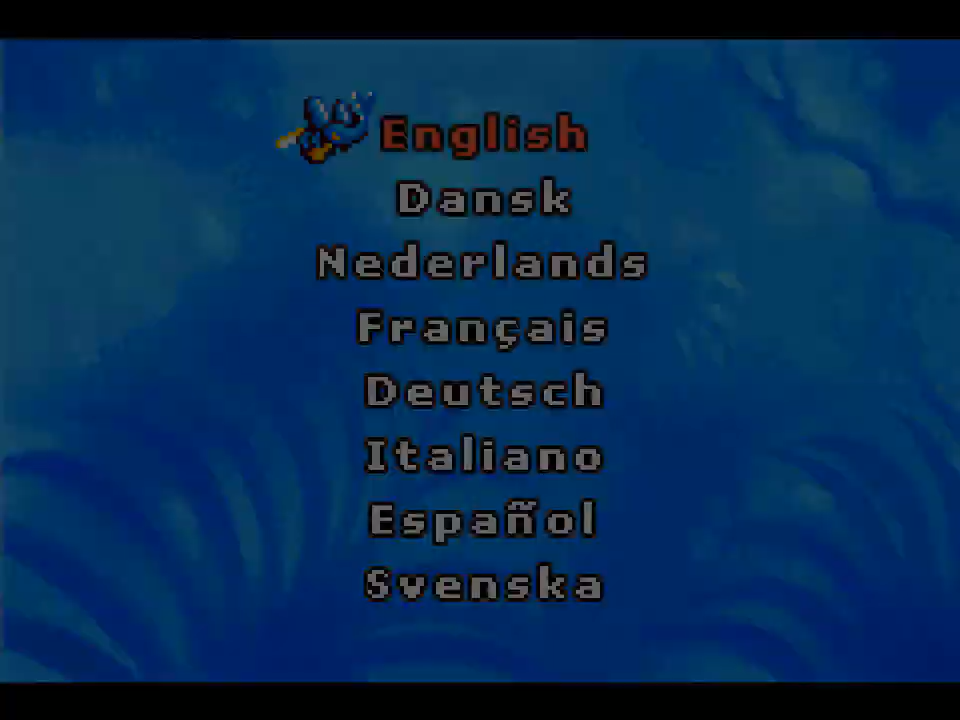 English
Dansk
Nederlands
Français
Deutsch
Italiano
Español
Svenska